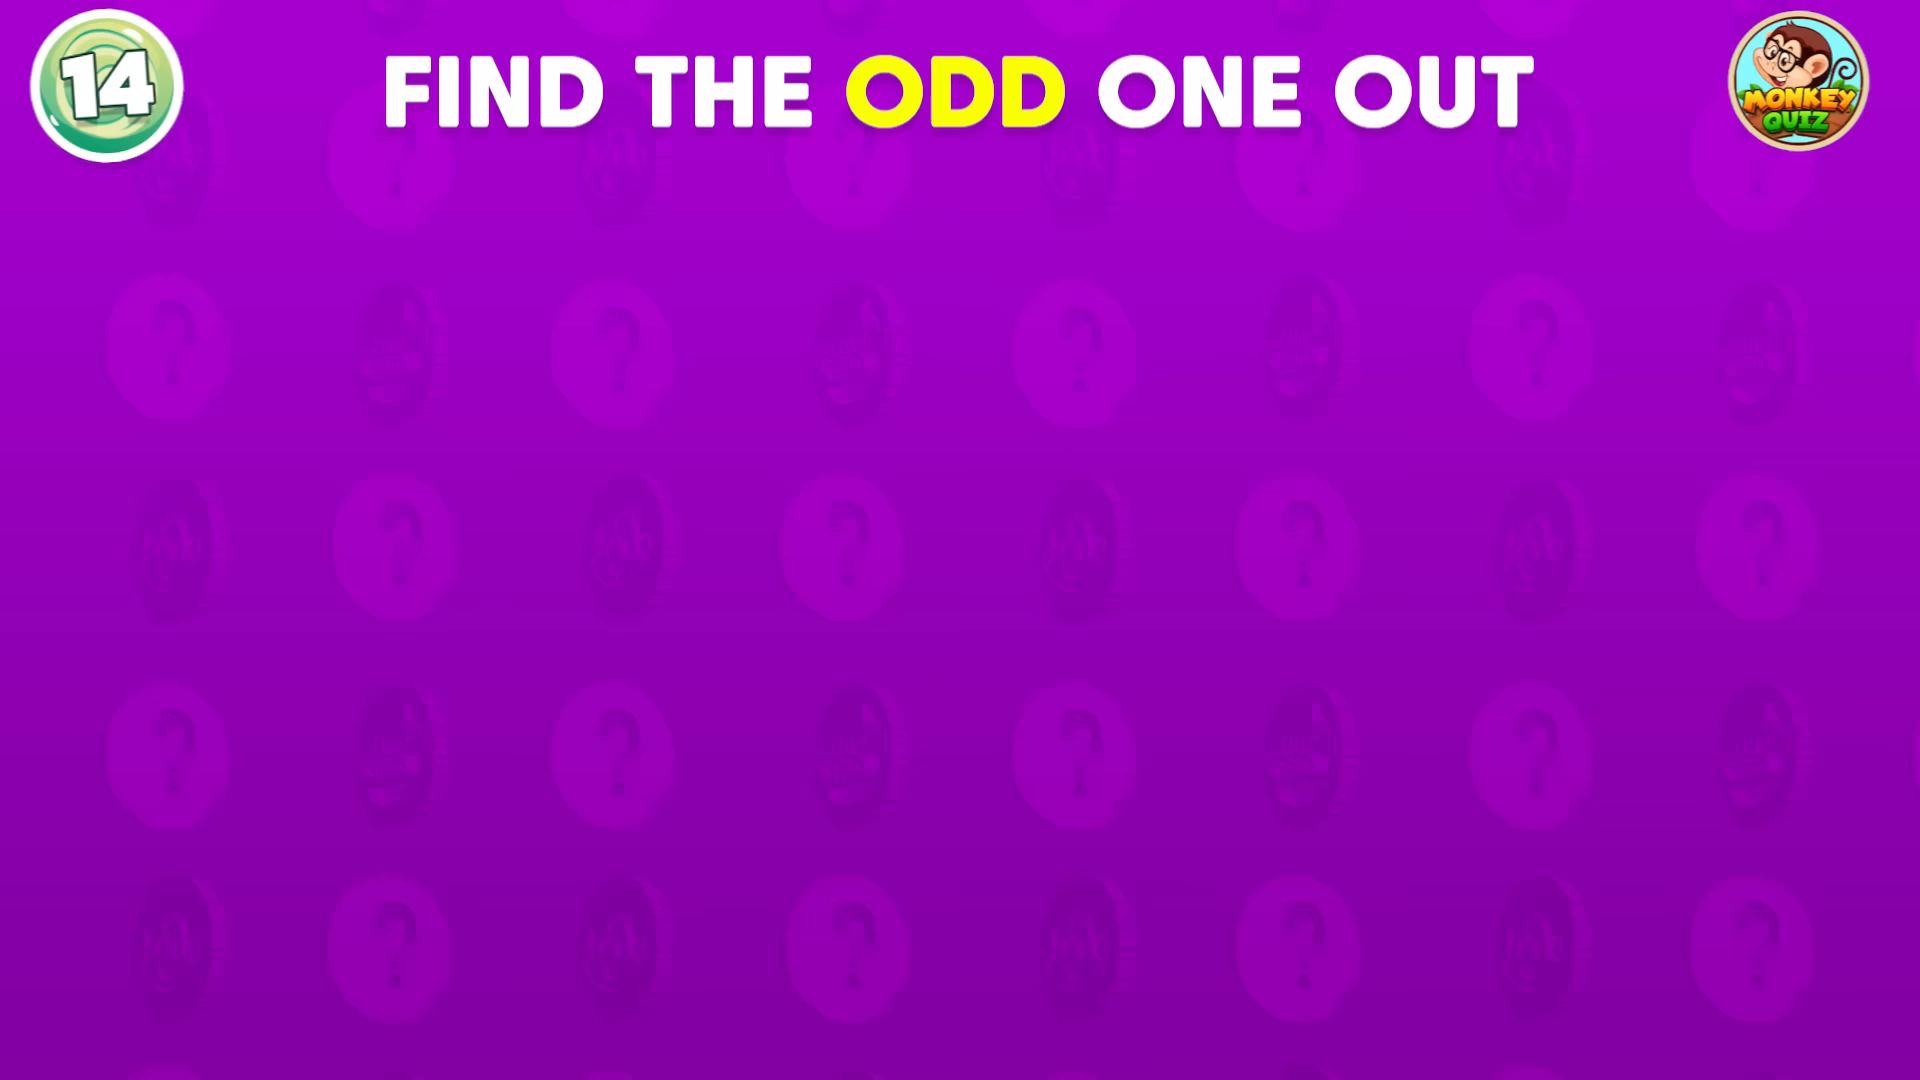 14
FIND THE ODD ONE OUT
MONKEY
QUIZ